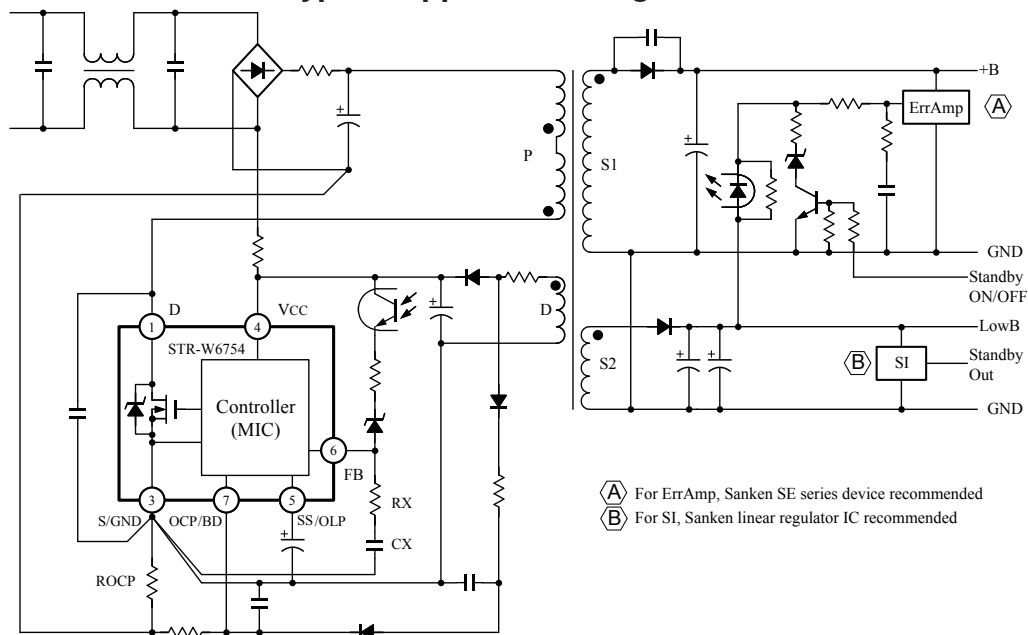 +B
ErrAmp
A
P
S1
GND
Standby
ON/OFF
D
VCC
D
1
4
STR-W6754
LowB
S2
B
SI
Standby
Out
Controller
(MIC)
GND
6
FB
3
7
5
S/GND
OCP/BD
SS/OLP
RX
CX
ROCP
A For ErrAmp, Sanken SE series device recommended
B For SI, Sanken linear regulator IC recommended